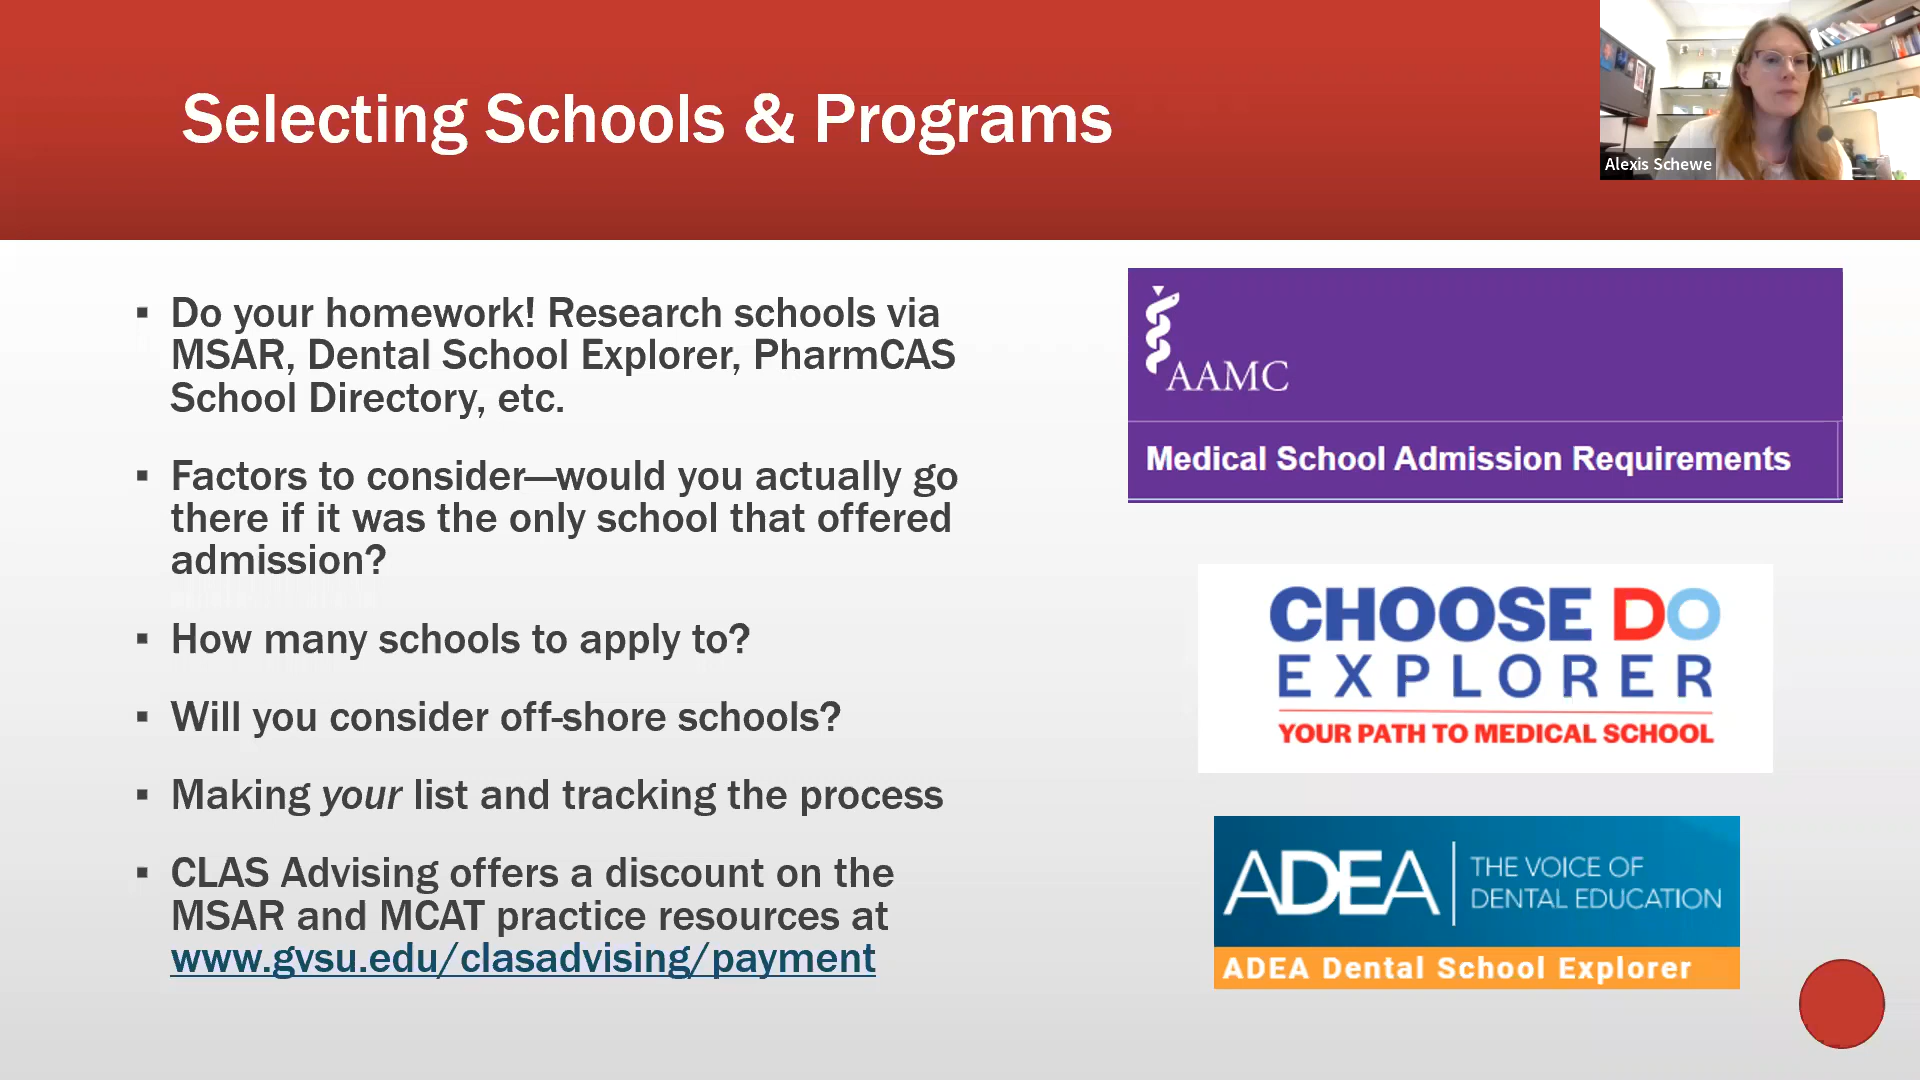 Selecting Schools & Programs
Alexis Schewe
▪ Do your homework! Research schools via
MSAR, Dental School Explorer, PharmCAS
School Directory, etc.
▪ Factors to consider—would you actually go
there if it was the only school that offered
admission?
▪ How many schools to apply to?
▪ Will you consider off-shore schools?
▪ Making your list and tracking the process
▪ CLAS Advising offers a discount on the
MSAR and MCAT practice resources at
www.gvsu.edu/clasadvising/payment
AAMC
Medical School Admission Requirements
CHOOSE DO
EXPLORER
YOUR PATH TO MEDICAL SCHOOL
ADEA
THE VOICE OF
DENTAL EDUCATION
ADEA Dental School Explorer